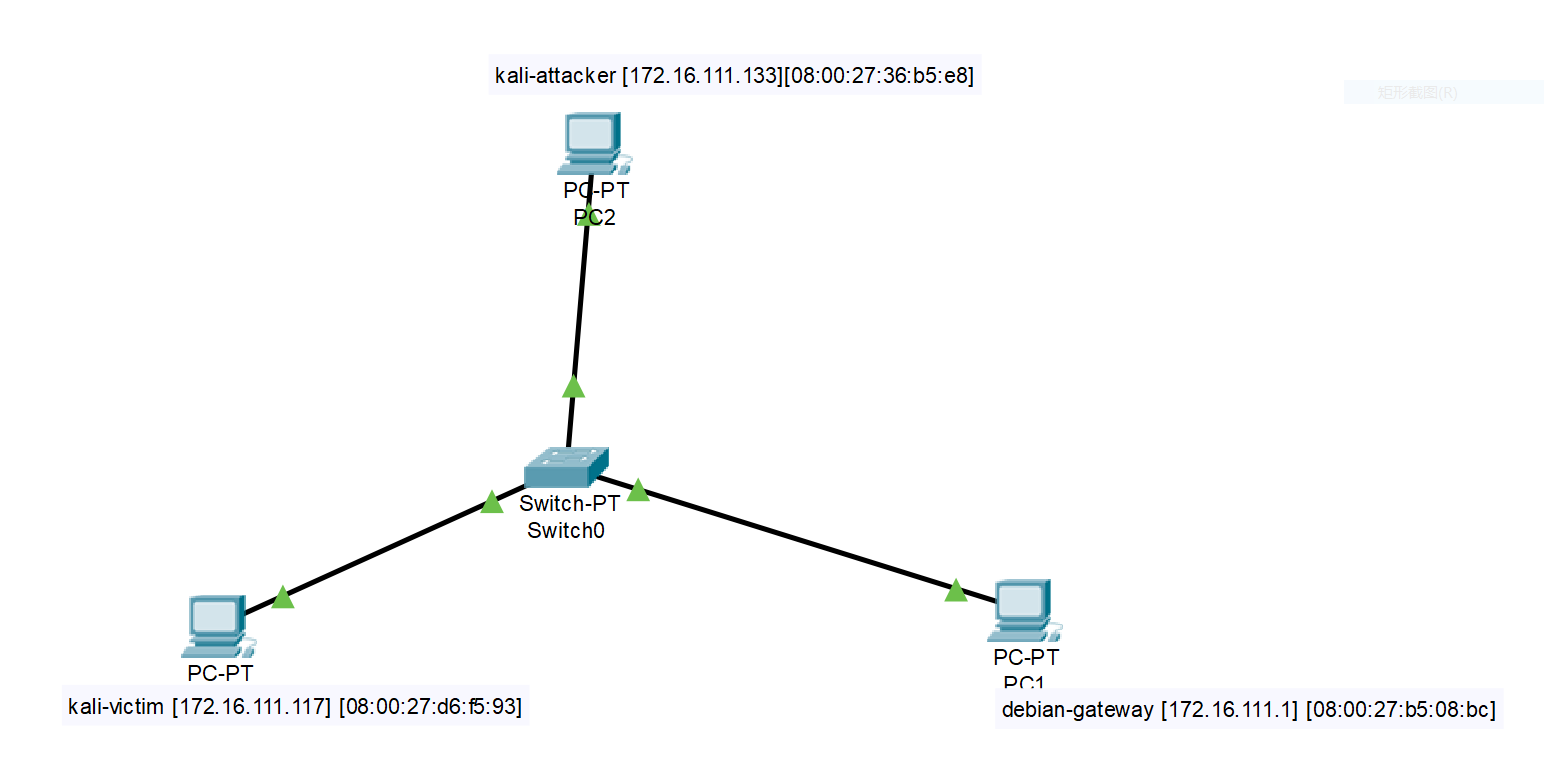 kali-attacker [172.16.111.133][08:00:27:36:b5:e8]
矩形截图(R)
PC-PT
PC2
Switch-PT
Switch0
PC-PT
kali-victim [172.16.111.117] [08:00:27:d6:f5:93]
PC-PT
PC1
debian-gateway [172.16.111.1] [08:00:27:b5:08:bc]